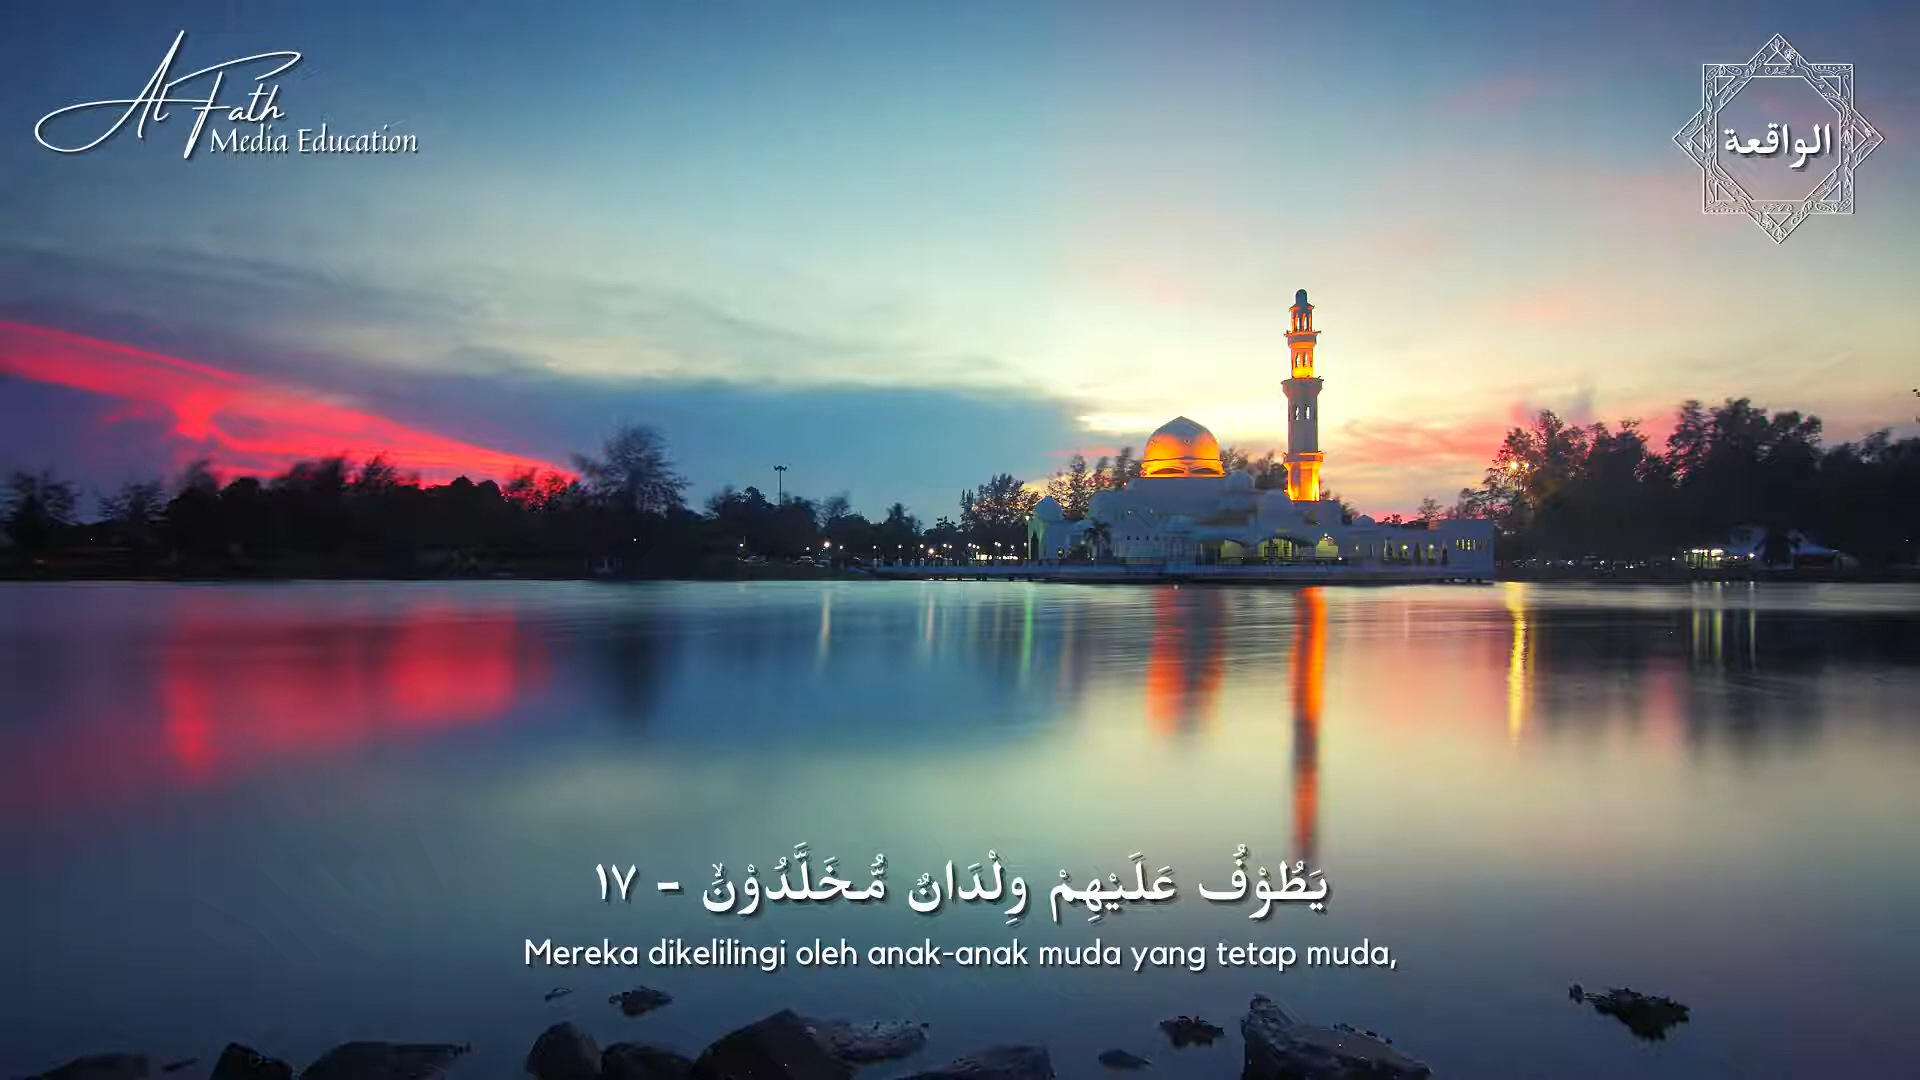 Al Fath
Media Education
الواقعة
يَطُوْفُ عَلَيْهِمْ وِلْدَانٌ مُّخَلَّدُوْنَۙ - ١٧
Mereka dikelilingi oleh anak-anak muda yang tetap muda,